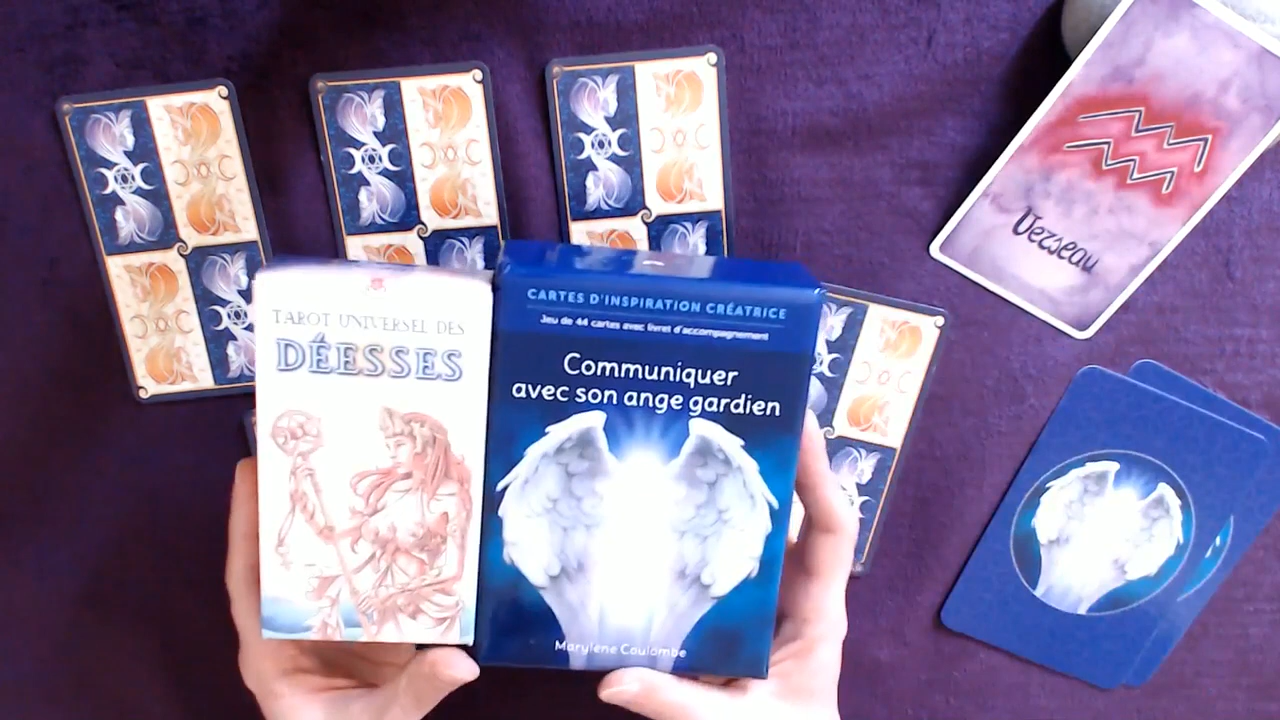 TAROT UNIVERSEL DES
DÉESSES
CARTES D'INSPIRATION CRÉATRICE
Jeu de 44 cartes avec livret d'accompagnement
Communiquer
avec son ange gardien
Marylène Coulombe
Verseau